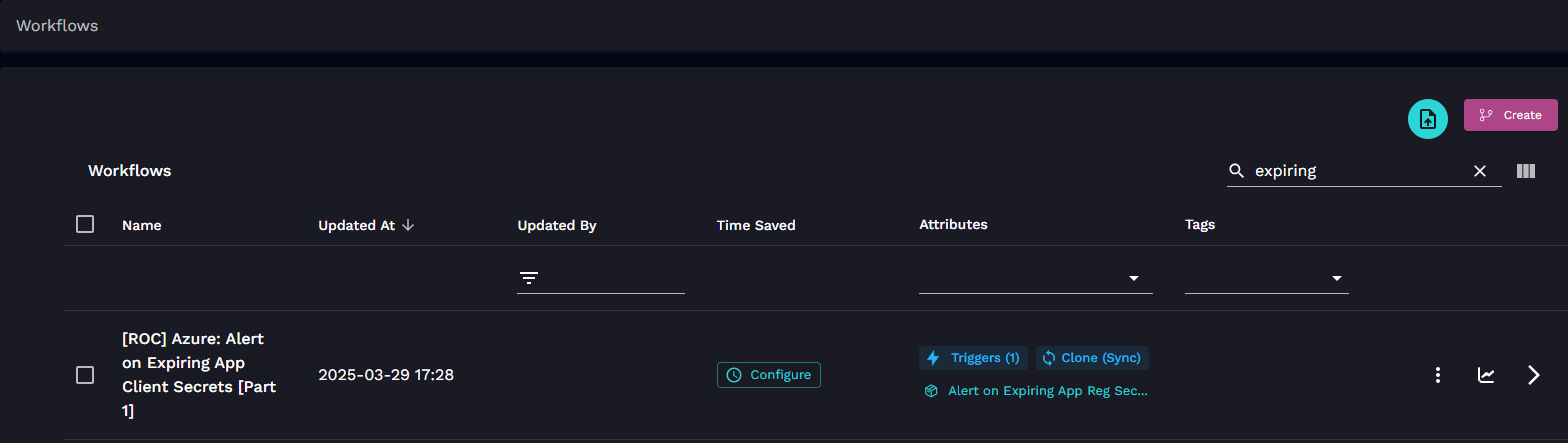 Workflows
Create
Workflows
expiring
Name
Updated At
Updated By
Time Saved
Attributes
Tags
[ROC] Azure: Alert
on Expiring App
Client Secrets [Part
1]
2025-03-29 17:28
Configure
Triggers (1)
Clone (Sync)
Alert on Expiring App Reg Sec...